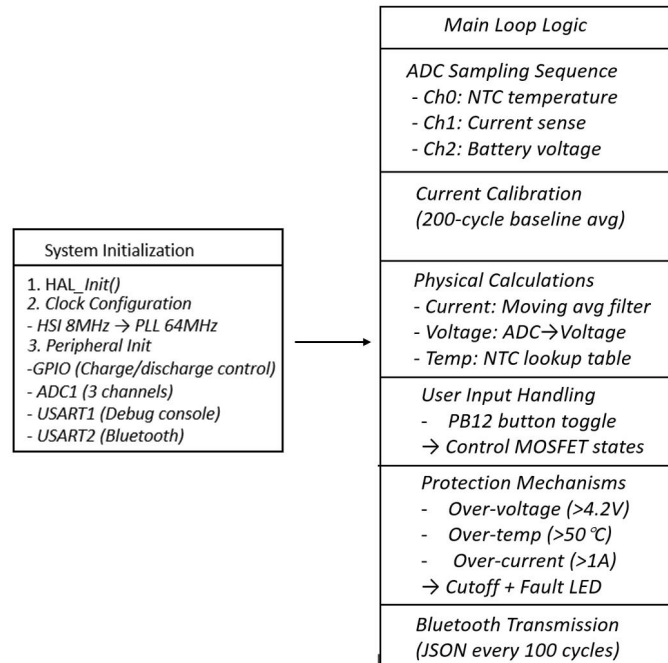 System Initialization
1. HAL_Init()
2. Clock Configuration
- HSI 8MHz → PLL 64MHz
3. Peripheral Init
-GPIO (Charge/discharge control)
- ADC1 (3 channels)
- USART1 (Debug console)
- USART2 (Bluetooth)
Main Loop Logic
ADC Sampling Sequence
- Ch0: NTC temperature
- Ch1: Current sense
- Ch2: Battery voltage
Current Calibration
(200-cycle baseline avg)
Physical Calculations
- Current: Moving avg filter
- Voltage: ADC→Voltage
- Temp: NTC lookup table
User Input Handling
- PB12 button toggle
→ Control MOSFET states
Protection Mechanisms
- Over-voltage (>4.2V)
- Over-temp (>50℃)
- Over-current (>1A)
→ Cutoff + Fault LED
Bluetooth Transmission
(JSON every 100 cycles)